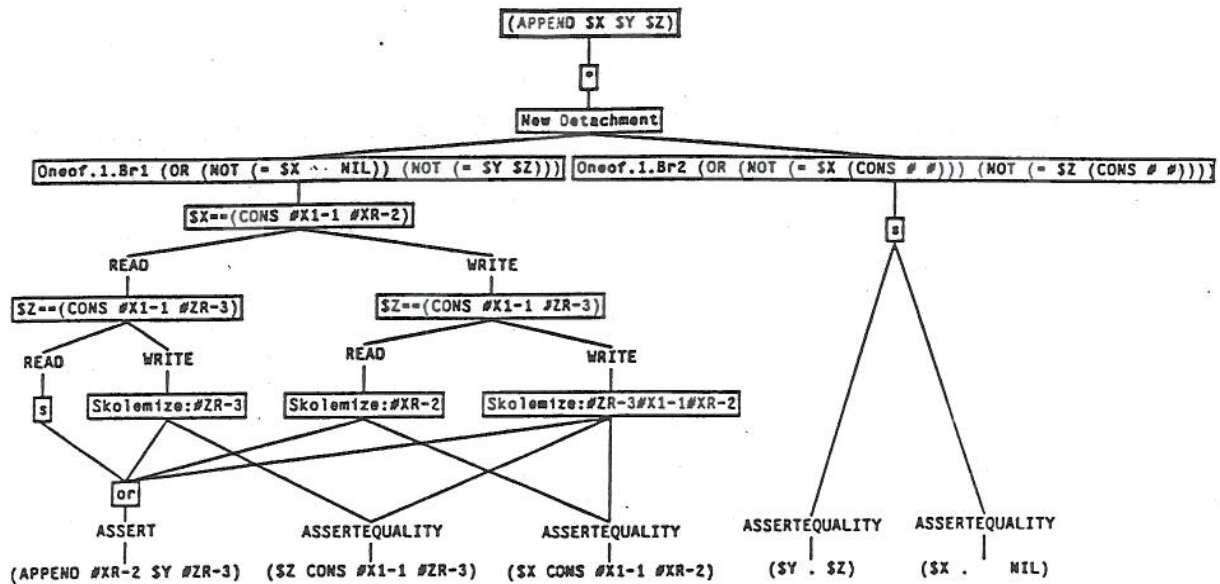 (APPEND $X $Y $Z)
*
New Detachment
Oneof.1.Br1 (OR (NOT (= $X NIL)) (NOT (= $Y $Z))) Oneof.1.Br2 (OR (NOT (= $X (CONS # #))) (NOT (= $Z (CONS # #))))
$X==(CONS #X1-1 #XR-2) s
READ WRITE
$Z==(CONS #X1-1 #ZR-3) $Z==(CONS #X1-1 #ZR-3)
READ WRITE READ WRITE
s Skolemize:#ZR-3 Skolemize:#XR-2 Skolemize:#ZR-3#X1-1#XR-2
or
ASSERT ASSERTEQUALITY ASSERTEQUALITY ASSERTEQUALITY ASSERTEQUALITY
(APPEND #XR-2 $Y #ZR-3) ($Z CONS #X1-1 #ZR-3) ($X CONS #X1-1 #XR-2) ($Y . $Z) ($X . NIL)